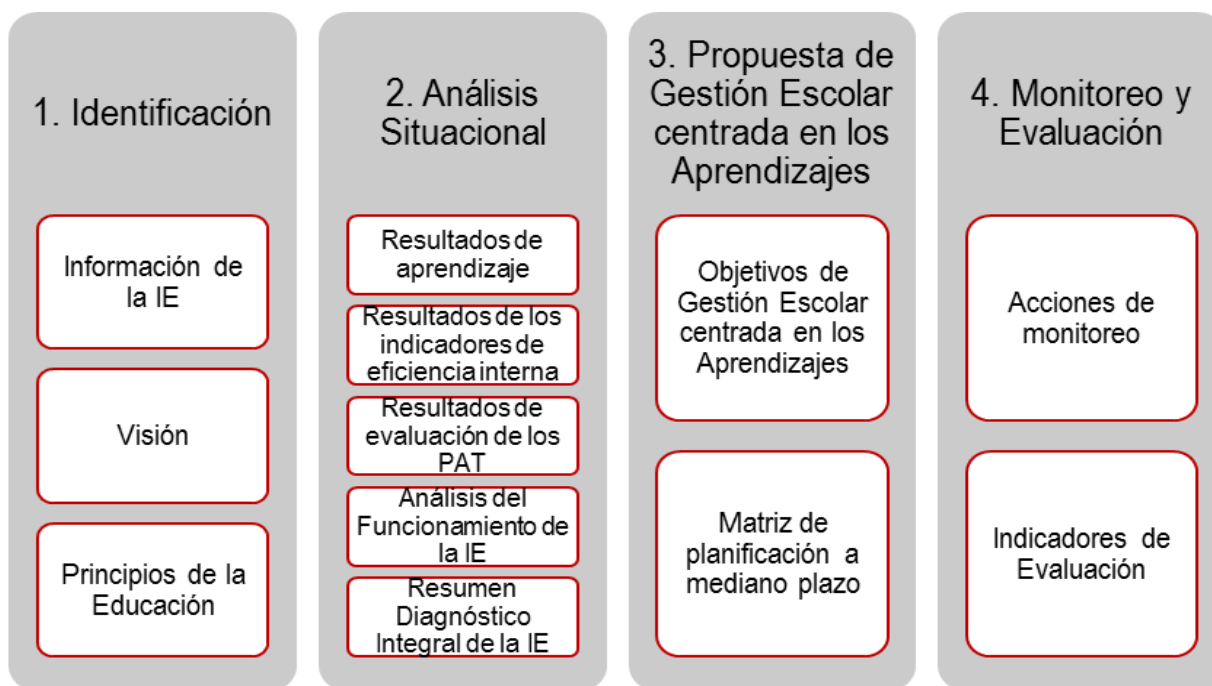 1. Identificación
Información de
la IE
Visión
Principios de la
Educación
2. Análisis
Situacional
Resultados de
aprendizaje
Resultados de los
indicadores de
eficiencia interna
Resultados de
evaluación de los
PAT
Análisis del
Funcionamiento de
la IE
Resumen
Diagnóstico
Integral de la IE
3. Propuesta de
Gestión Escolar
centrada en los
Aprendizajes
Objetivos de
Gestión Escolar
centrada en los
Aprendizajes
Matriz de
planificación a
mediano plazo
4. Monitoreo y
Evaluación
Acciones de
monitoreo
Indicadores de
Evaluación